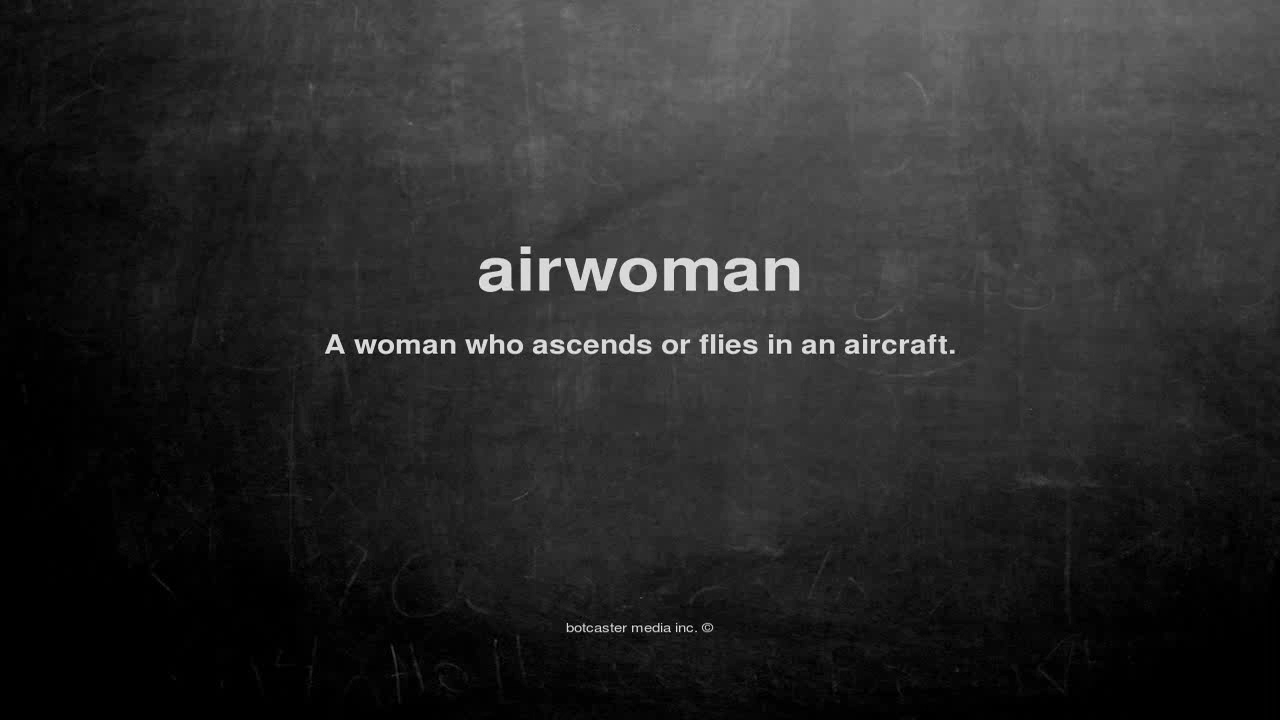 airwoman
A woman who ascends or flies in an aircraft.
botcaster media inc. ©